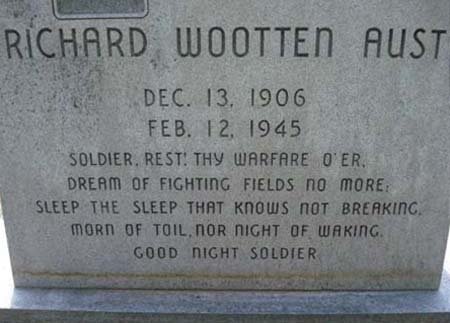 RICHARD WOOTTEN AUST
DEC. 13, 1906
FEB. 12, 1945
SOLDIER, REST! THY WARFARE O'ER,
DREAM OF FIGHTING FIELDS NO MORE:
SLEEP THE SLEEP THAT KNOWS NOT BREAKING,
MORN OF TOIL, NOR NIGHT OF WAKING.
GOOD NIGHT SOLDIER